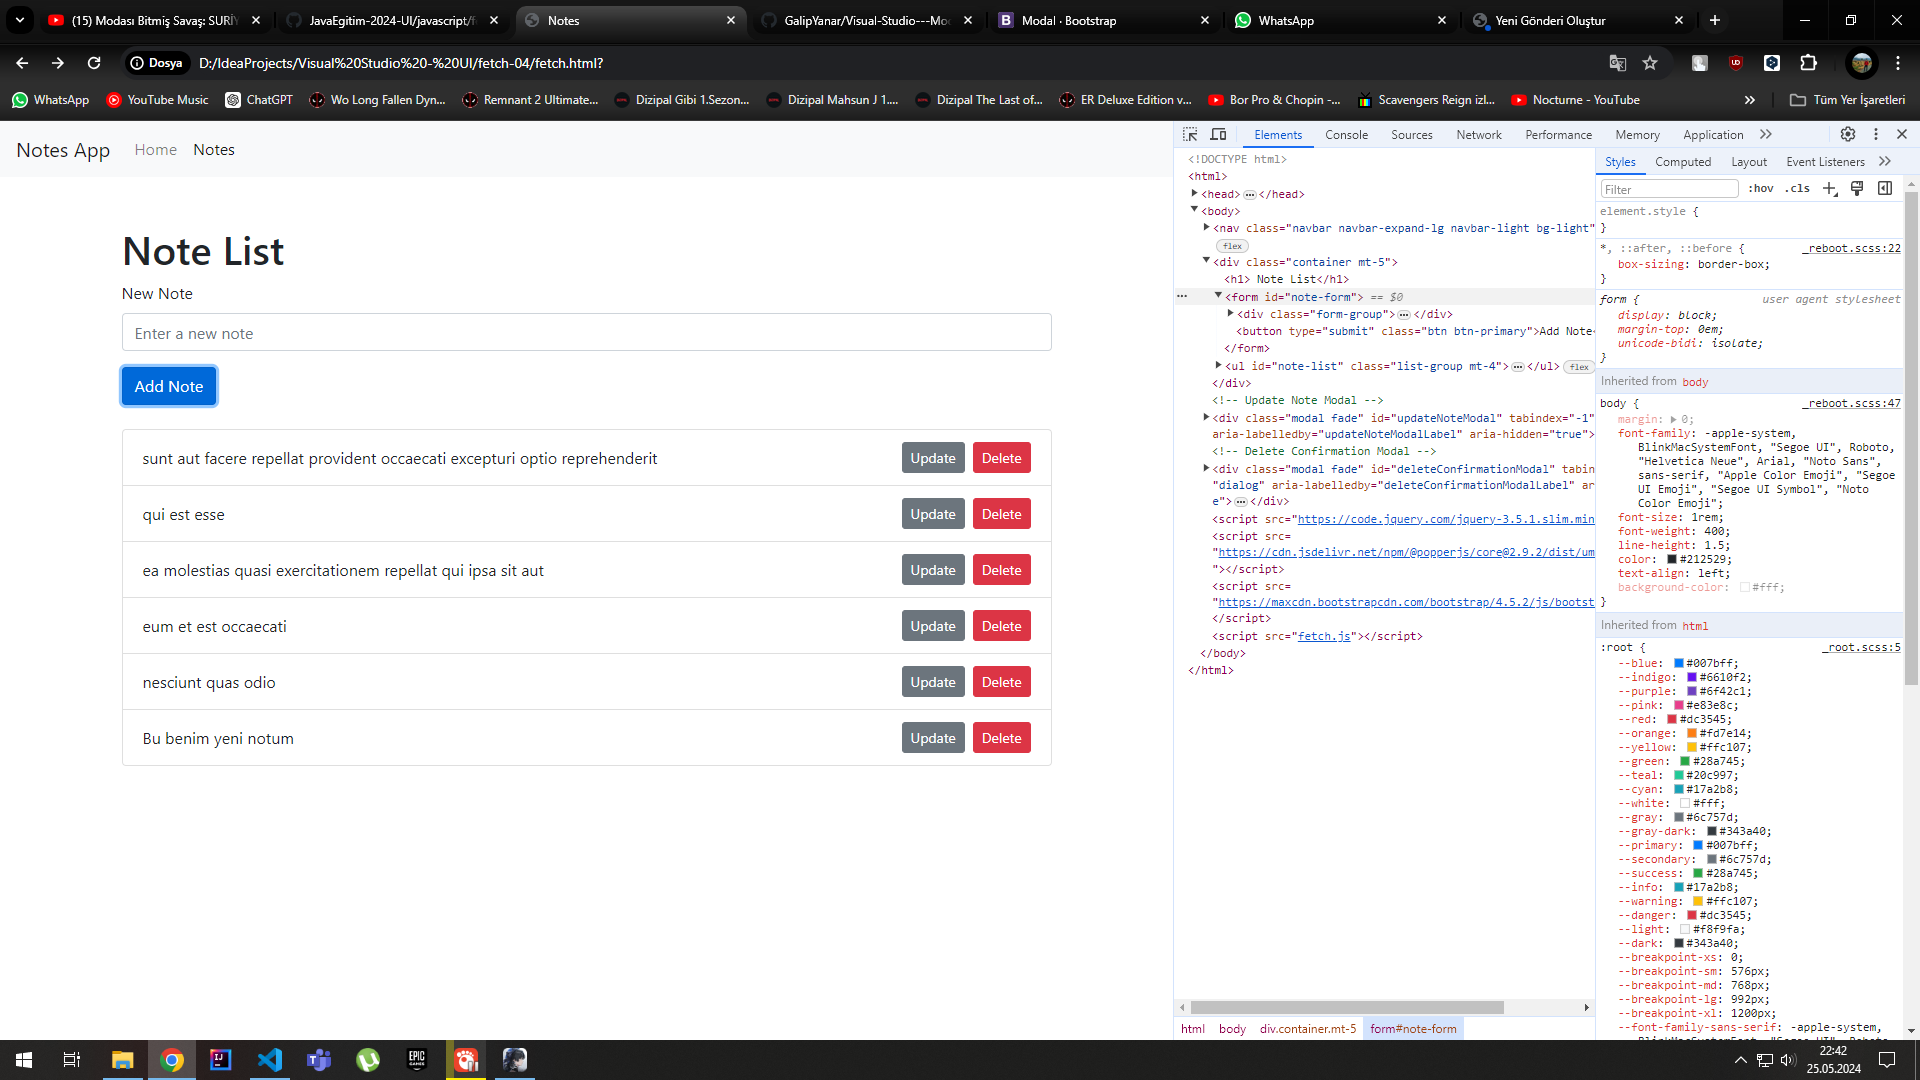 (15) Modası Bitmiş Savaş: SURİY
JavaEgitim-2024-UI/javascript/f
Notes
GalipYanar/Visual-Studio---Mo
Modal · Bootstrap
WhatsApp
Yeni Gönderi Oluştur
Dosya
D:/IdeaProjects/Visual%20Studio%20-%20UI/fetch-04/fetch.html?
WhatsApp
YouTube Music
ChatGPT
Wo Long Fallen Dyn...
Remnant 2 Ultimate...
Dizipal Gibi 1.Sezon...
Dizipal Mahsun J 1....
Dizipal The Last of...
ER Deluxe Edition v...
Bor Pro & Chopin -...
Scavengers Reign izl...
Nocturne - YouTube
Tüm Yer İşaretleri
Notes App
Home
Notes
Note List
New Note
Enter a new note
Add Note
sunt aut facere repellat provident occaecati excepturi optio reprehenderit
Update
Delete
qui est esse
Update
Delete
ea molestias quasi exercitationem repellat qui ipsa sit aut
Update
Delete
eum et est occaecati
Update
Delete
nesciunt quas odio
Update
Delete
Bu benim yeni notum
Update
Delete
Elements
Console
Sources
Network
Performance
Memory
Application
<!DOCTYPE html>
<html>
<head> ⋯ </head>
<body>
<nav class="navbar navbar-expand-lg navbar-light bg-light"
flex
<div class="container mt-5">
<h1> Note List</h1>
<form id="note-form"> == $0
<div class="form-group"> ⋯ </div>
<button type="submit" class="btn btn-primary">Add Note<
</form>
<ul id="note-list" class="list-group mt-4"> ⋯ </ul> flex
</div>
<!-- Update Note Modal -->
<div class="modal fade" id="updateNoteModal" tabindex="-1"
aria-labelledby="updateNoteModalLabel" aria-hidden="true">
<!-- Delete Confirmation Modal -->
<div class="modal fade" id="deleteConfirmationModal" tabin
"dialog" aria-labelledby="deleteConfirmationModalLabel" ar
e"> ⋯ </div>
<script src="https://code.jquery.com/jquery-3.5.1.slim.min
<script src=
"https://cdn.jsdelivr.net/npm/@popperjs/core@2.9.2/dist/um
"></script>
<script src=
"https://maxcdn.bootstrapcdn.com/bootstrap/4.5.2/js/bootst
</script>
<script src="fetch.js"></script>
</body>
</html>
html
body
div.container.mt-5
form#note-form
Styles
Computed
Layout
Event Listeners
Filter
:hov
.cls
element.style {
}
*, ::after, ::before {
_reboot.scss:22
box-sizing: border-box;
}
form {
user agent stylesheet
display: block;
margin-top: 0em;
unicode-bidi: isolate;
}
Inherited from body
body {
_reboot.scss:47
margin: 0;
font-family: -apple-system,
BlinkMacSystemFont, "Segoe UI", Roboto,
"Helvetica Neue", Arial, "Noto Sans",
sans-serif, "Apple Color Emoji", "Segoe
UI Emoji", "Segoe UI Symbol", "Noto
Color Emoji";
font-size: 1rem;
font-weight: 400;
line-height: 1.5;
color: #212529;
text-align: left;
background-color: #fff;
}
Inherited from html
:root {
_root.scss:5
--blue: #007bff;
--indigo: #6610f2;
--purple: #6f42c1;
--pink: #e83e8c;
--red: #dc3545;
--orange: #fd7e14;
--yellow: #ffc107;
--green: #28a745;
--teal: #20c997;
--cyan: #17a2b8;
--white: #fff;
--gray: #6c757d;
--gray-dark: #343a40;
--primary: #007bff;
--secondary: #6c757d;
--success: #28a745;
--info: #17a2b8;
--warning: #ffc107;
--danger: #dc3545;
--light: #f8f9fa;
--dark: #343a40;
--breakpoint-xs: 0;
--breakpoint-sm: 576px;
--breakpoint-md: 768px;
--breakpoint-lg: 992px;
--breakpoint-xl: 1200px;
--font-family-sans-serif: -apple-system,
BlinkMacSystemFont, "Segoe UI", Roboto,
EPIC
22:42
25.05.2024